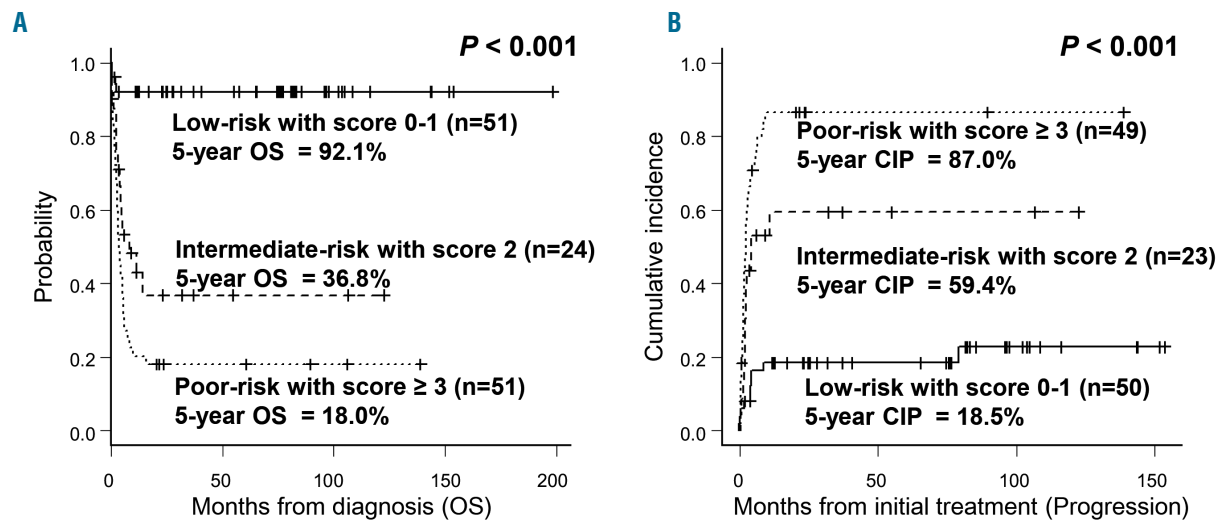 A
P < 0.001
1.0
0.8
0.6
0.4
0.2
0.0
Probability
Low-risk with score 0-1 (n=51)
5-year OS = 92.1%
Intermediate-risk with score 2 (n=24)
5-year OS = 36.8%
Poor-risk with score ≥ 3 (n=51)
5-year OS = 18.0%
0 50 100 150 200
Months from diagnosis (OS)
B
P < 0.001
1.0
0.8
0.6
0.4
0.2
0.0
Cumulative incidence
Poor-risk with score ≥ 3 (n=49)
5-year CIP = 87.0%
Intermediate-risk with score 2 (n=23)
5-year CIP = 59.4%
Low-risk with score 0-1 (n=50)
5-year CIP = 18.5%
0 50 100 150
Months from initial treatment (Progression)